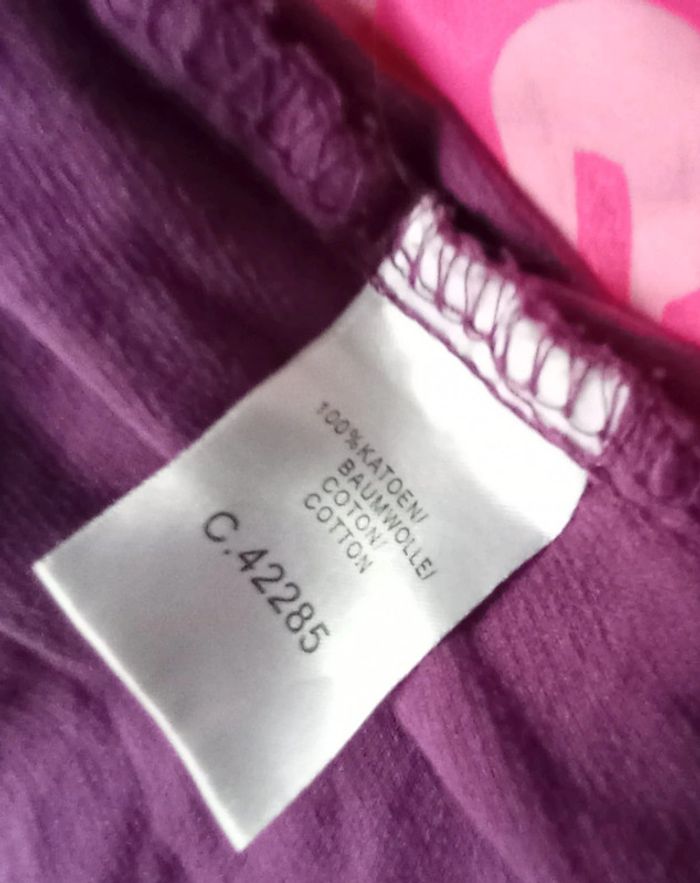 100%KATOEN/
BAUMWOLLE/
COTON/
COTTON
C.42285